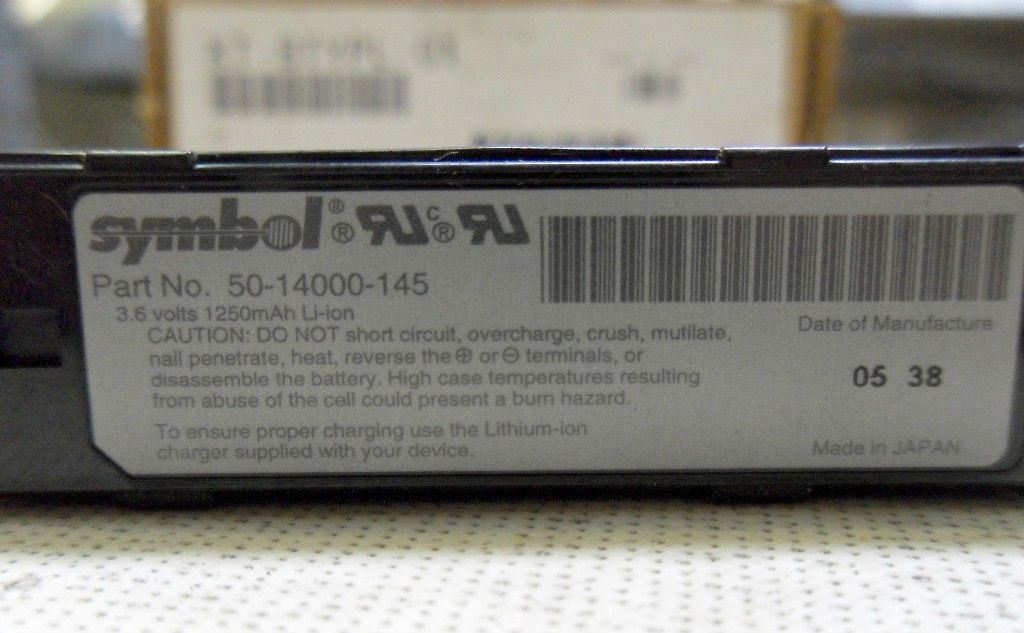 symbol® ®RU c®RU
Part No. 50-14000-145
3.6 volts 1250mAh Li-ion
CAUTION: DO NOT short circuit, overcharge, crush, mutilate,
nail penetrate, heat, reverse the ⊕ or ⊖ terminals, or
disassemble the battery. High case temperatures resulting
from abuse of the cell could present a burn hazard.
To ensure proper charging use the Lithium-ion
charger supplied with your device.
Date of Manufacture
05 38
Made in JAPAN